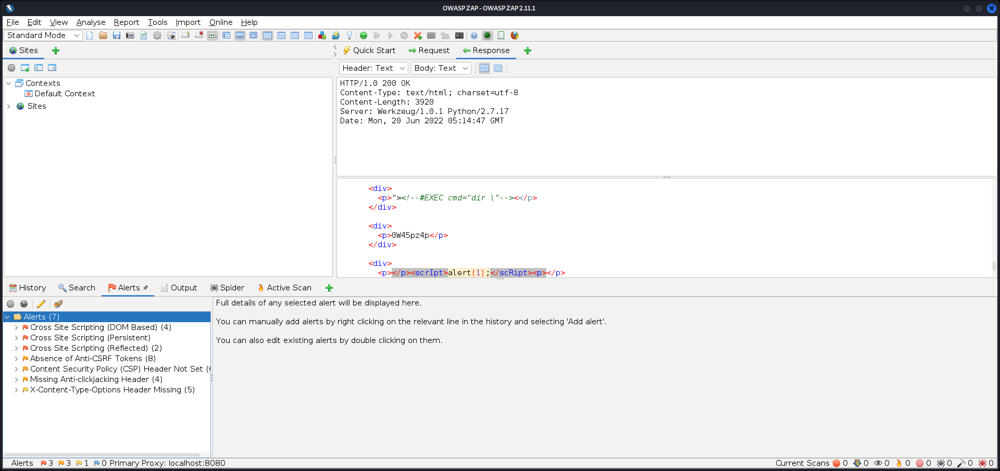 OWASP ZAP - OWASP ZAP 2.11.1
File Edit View Analyse Report Tools Import Online Help
Standard Mode
Sites
Quick Start Request Response
Header: Text Body: Text
Contexts
Default Context
Sites
HTTP/1.0 200 OK
Content-Type: text/html; charset=utf-8
Content-Length: 3920
Server: Werkzeug/1.0.1 Python/2.7.17
Date: Mon, 20 Jun 2022 05:14:47 GMT
<div>
<p>"><!--#EXEC cmd="dir \"--><</p>
</div>
<div>
<p>0W45pz4p</p>
</div>
<div>
<p></p><scrIpt>alert(1);</scRipt><p></p>
History Search Alerts Output Spider Active Scan
Alerts (7)
Cross Site Scripting (DOM Based) (4)
Cross Site Scripting (Persistent)
Cross Site Scripting (Reflected) (2)
Absence of Anti-CSRF Tokens (8)
Content Security Policy (CSP) Header Not Set (
Missing Anti-clickjacking Header (4)
X-Content-Type-Options Header Missing (5)
Full details of any selected alert will be displayed here.
You can manually add alerts by right clicking on the relevant line in the history and selecting 'Add alert'.
You can also edit existing alerts by double clicking on them.
Alerts 3 3 1 0 Primary Proxy: localhost:8080
Current Scans 0 0 0 0 0 0 0 0